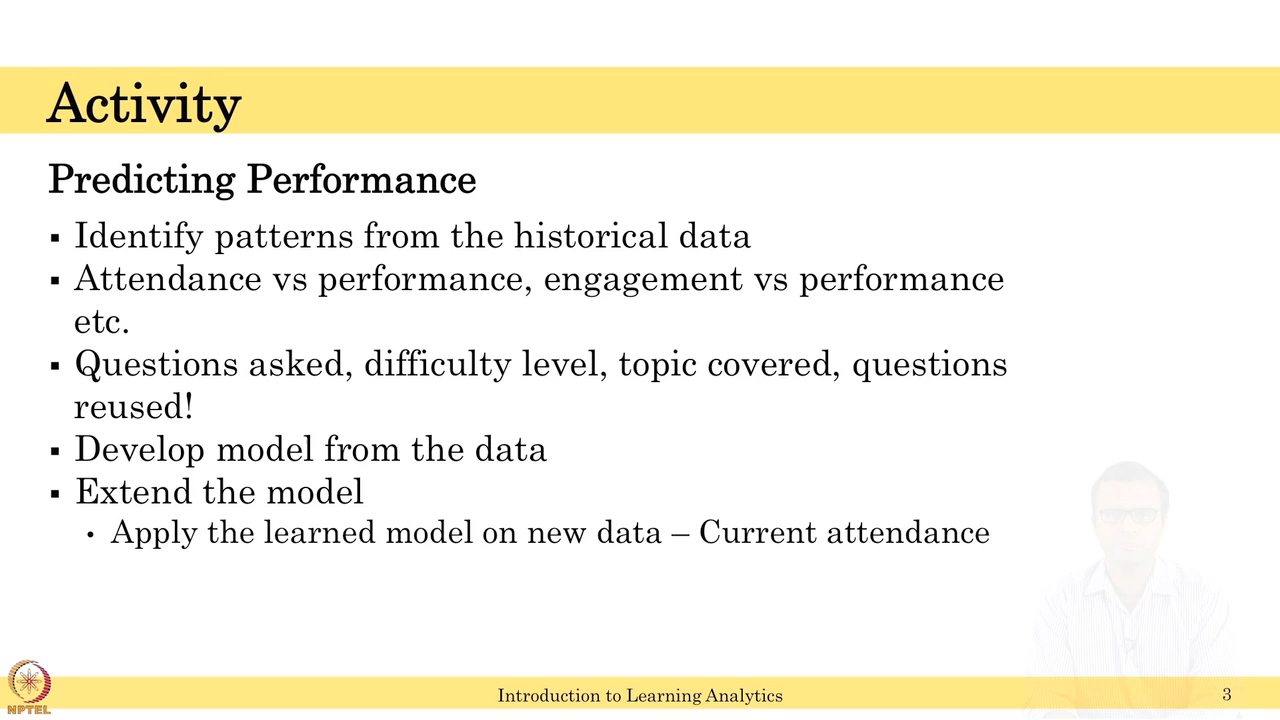 Activity
Predicting Performance
▪ Identify patterns from the historical data
▪ Attendance vs performance, engagement vs performance
etc.
▪ Questions asked, difficulty level, topic covered, questions
reused!
▪ Develop model from the data
▪ Extend the model
• Apply the learned model on new data – Current attendance
NPTEL
Introduction to Learning Analytics
3